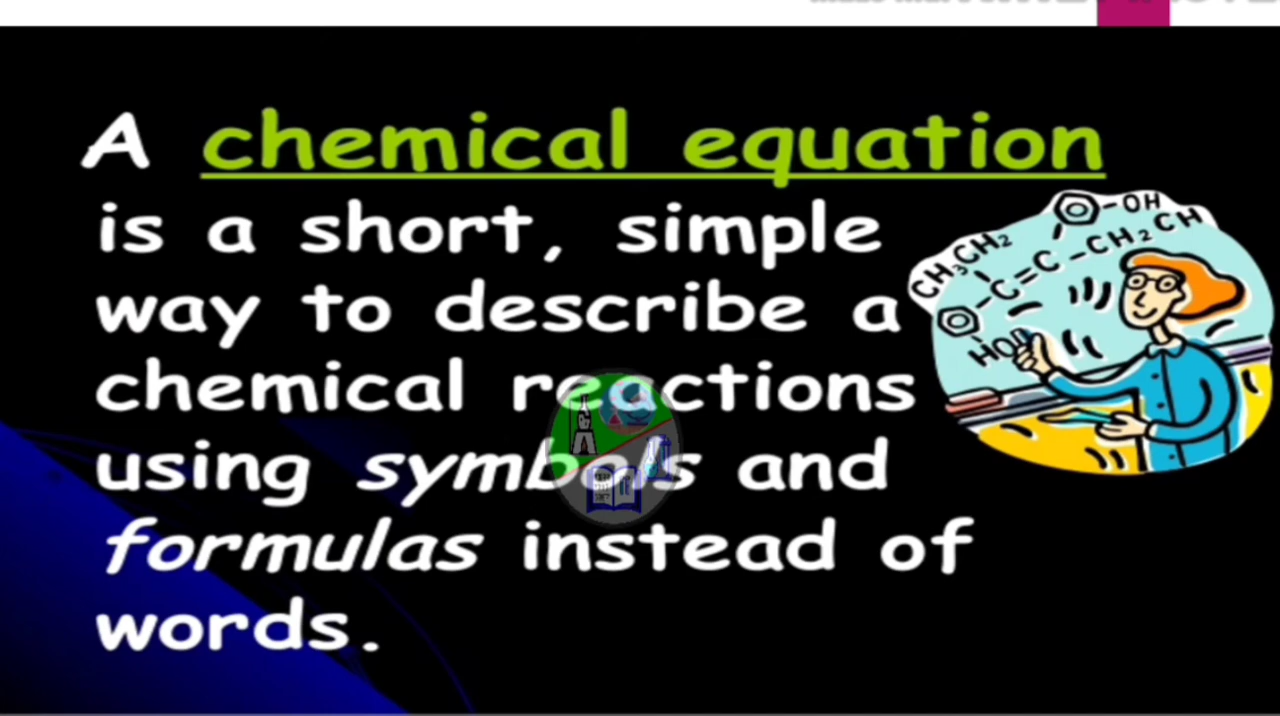 A chemical equation
is a short, simple
way to describe a
chemical reactions
using symbols and
formulas instead of
words.
OH
CH₃CH₂
C=C-CH₂CH
HO